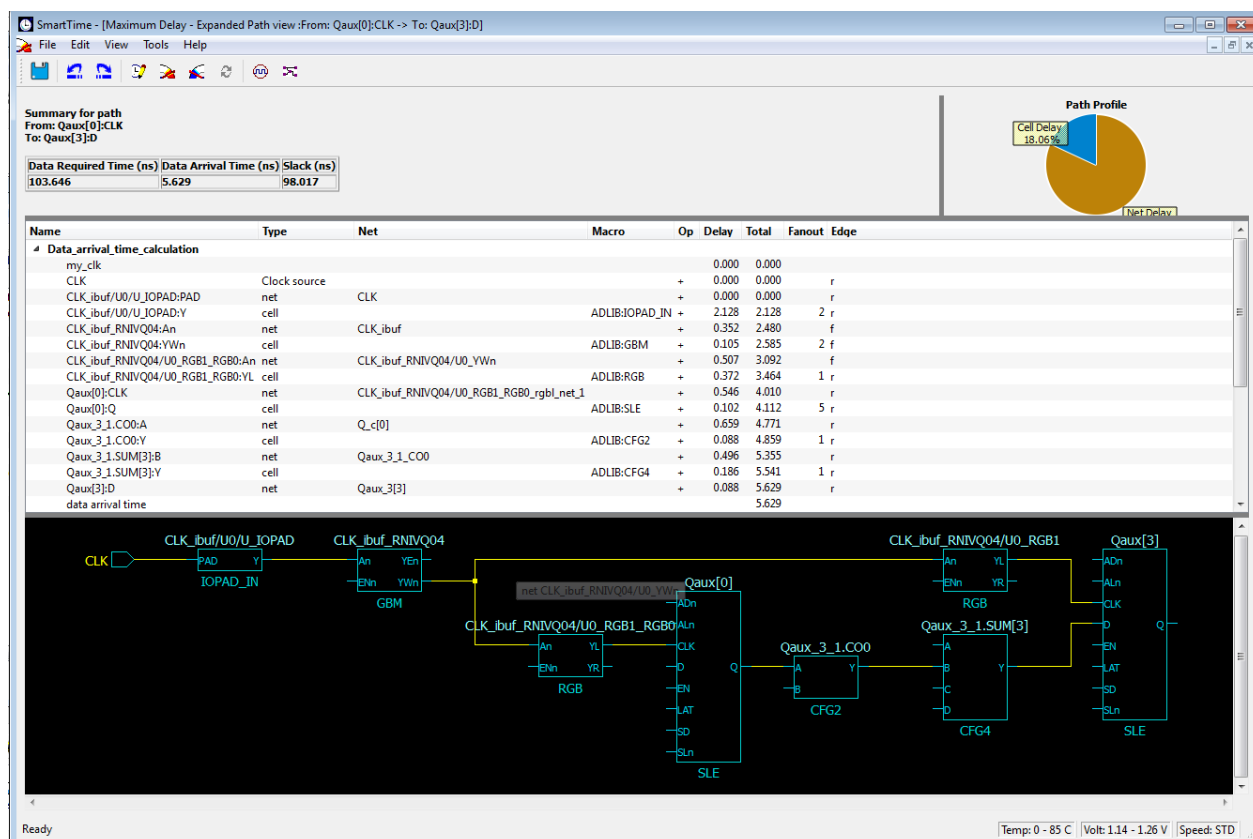 SmartTime - [Maximum Delay - Expanded Path view :From: Qaux[0]:CLK -> To: Qaux[3]:D]
File Edit View Tools Help
Summary for path
From: Qaux[0]:CLK
To: Qaux[3]:D
Data Required Time (ns) Data Arrival Time (ns) Slack (ns)
103.646 5.629 98.017
Path Profile
Cell Delay
18.06%
Net Delay
Name Type Net Macro Op Delay Total Fanout Edge
Data_arrival_time_calculation
my_clk 0.000 0.000
CLK Clock source + 0.000 0.000 r
CLK_ibuf/U0/U_IOPAD:PAD net CLK + 0.000 0.000 r
CLK_ibuf/U0/U_IOPAD:Y cell ADLIB:IOPAD_IN + 2.128 2.128 2 r
CLK_ibuf_RNIVQ04:An net CLK_ibuf + 0.352 2.480 f
CLK_ibuf_RNIVQ04:YWn cell ADLIB:GBM + 0.105 2.585 2 f
CLK_ibuf_RNIVQ04/U0_RGB1_RGB0:An net CLK_ibuf_RNIVQ04/U0_YWn + 0.507 3.092 f
CLK_ibuf_RNIVQ04/U0_RGB1_RGB0:YL cell ADLIB:RGB + 0.372 3.464 1 r
Qaux[0]:CLK net CLK_ibuf_RNIVQ04/U0_RGB1_RGB0_rgbl_net_1 + 0.546 4.010 r
Qaux[0]:Q cell ADLIB:SLE + 0.102 4.112 5 r
Qaux_3_1.CO0:A net Q_c[0] + 0.659 4.771 r
Qaux_3_1.CO0:Y cell ADLIB:CFG2 + 0.088 4.859 1 r
Qaux_3_1.SUM[3]:B net Qaux_3_1_CO0 + 0.496 5.355 r
Qaux_3_1.SUM[3]:Y cell ADLIB:CFG4 + 0.186 5.541 1 r
Qaux[3]:D net Qaux_3[3] + 0.088 5.629 r
data arrival time 5.629
CLK
CLK_ibuf/U0/U_IOPAD
PAD Y
IOPAD_IN
CLK_ibuf_RNIVQ04
An YEn
ENn YWn
GBM
net CLK_ibuf_RNIVQ04/U0_YW
CLK_ibuf_RNIVQ04/U0_RGB1_RGB0
An YL
ENn YR
RGB
Qaux[0]
ADn
ALn
CLK
D Q
EN
LAT
SD
SLn
SLE
Qaux_3_1.CO0
A Y
B
CFG2
CLK_ibuf_RNIVQ04/U0_RGB1
An YL
ENn YR
RGB
Qaux_3_1.SUM[3]
A
B Y
C
D
CFG4
Qaux[3]
ADn
ALn
CLK
D Q
EN
LAT
SD
SLn
SLE
Ready
Temp: 0 - 85 C Volt: 1.14 - 1.26 V Speed: STD